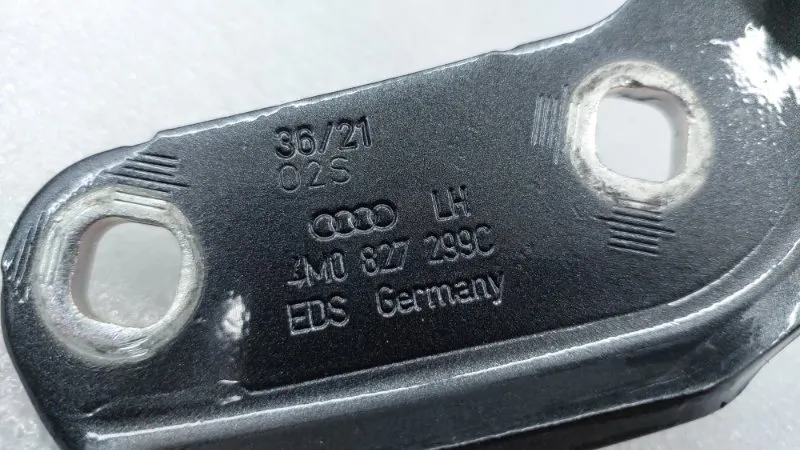 36/21
02S
LH
4M0 827 299C
EDS Germany